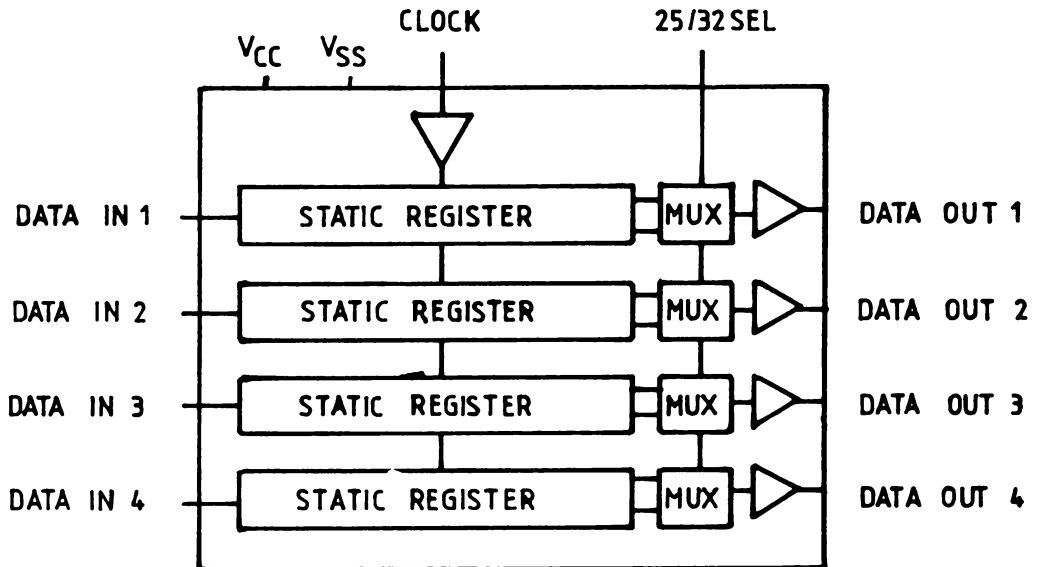 CLOCK 25/32 SEL
VCC VSS
DATA IN 1 STATIC REGISTER MUX DATA OUT 1
DATA IN 2 STATIC REGISTER MUX DATA OUT 2
DATA IN 3 STATIC REGISTER MUX DATA OUT 3
DATA IN 4 STATIC REGISTER MUX DATA OUT 4